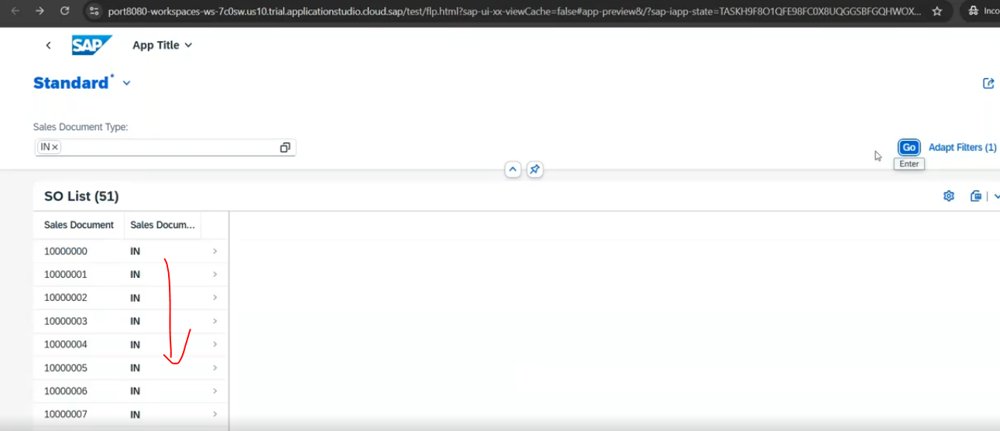 port8080-workspaces-ws-7c0sw.us10.trial.applicationstudio.cloud.sap/test/flp.html?sap-ui-xx-viewCache=false#app-preview&/?sap-iapp-state=TASKH9F8O1QFE98FC0X8UQGGSBFGQHWOX... Inco
SAP App Title
Standard*
Sales Document Type:
IN
Go Adapt Filters (1)
Enter
SO List (51)
Sales Document Sales Docum...
10000000 IN
10000001 IN
10000002 IN
10000003 IN
10000004 IN
10000005 IN
10000006 IN
10000007 IN